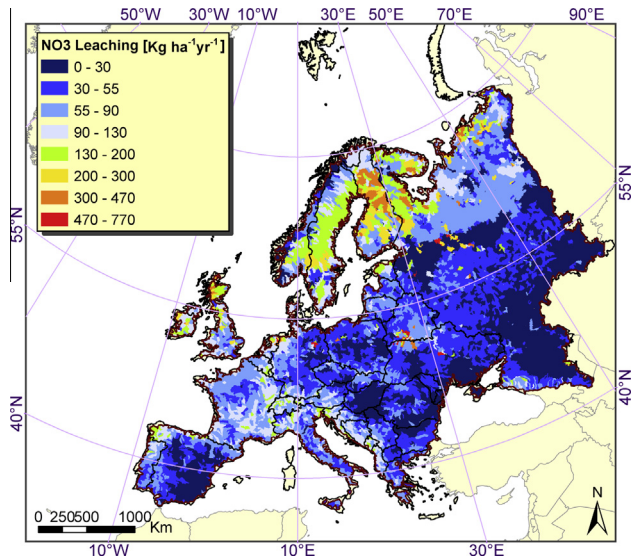 50°W 30°W 10°W 30°E 50°E 70°E 90°E
NO3 Leaching [Kg ha⁻¹yr⁻¹]
0 - 30
30 - 55
55 - 90
90 - 130
130 - 200
200 - 300
300 - 470
470 - 770
55°N
55°N
40°N
40°N
0 250500 1000
Km
N
10°W 10°E 30°E